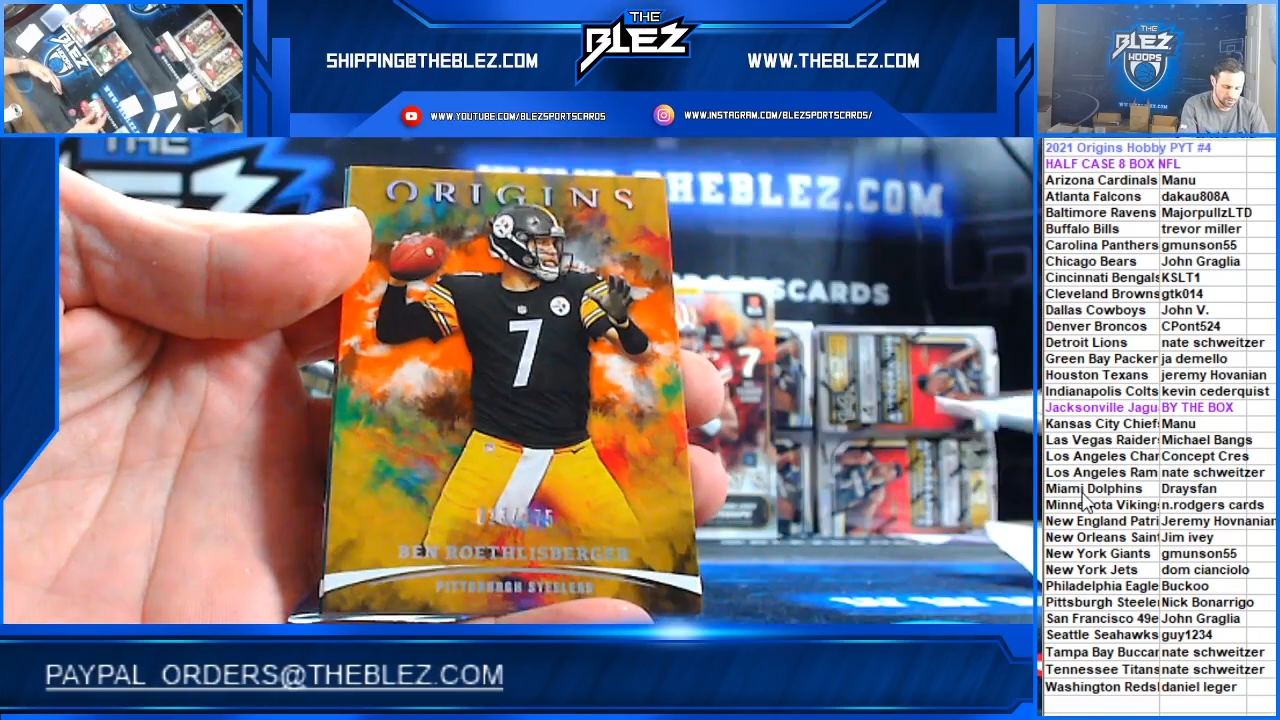 THE
BLEZ
SHIPPING@THEBLEZ.COM
WWW.THEBLEZ.COM
WWW.YOUTUBE.COM/BLEZSPORTSCARDS
WWW.INSTAGRAM.COM/BLEZSPORTSCARDS/
BLEZ
HOOPS
THE
.THEBLEZ.COM
SCARDS
ORIGINS
7
7
BEN ROETHLISBERGER
PITTSBURGH STEELERS
PAYPAL ORDERS@THEBLEZ.COM
2021 Origins Hobby PYT #4
HALF CASE 8 BOX NFL
Arizona Cardinals Manu
Atlanta Falcons dakau808A
Baltimore Ravens MajorpullzLTD
Buffalo Bills trevor miller
Carolina Panthers gmunson55
Chicago Bears John Graglia
Cincinnati Bengals KSLT1
Cleveland Browns gtk014
Dallas Cowboys John V.
Denver Broncos CPont524
Detroit Lions nate schweitzer
Green Bay Packer ja demello
Houston Texans jeremy Hovanian
Indianapolis Colts kevin cederquist
Jacksonville Jagu BY THE BOX
Kansas City Chief Manu
Las Vegas Raider Michael Bangs
Los Angeles Char Concept Cres
Los Angeles Ram nate schweitzer
Miami Dolphins Draysfan
Minnesota Viking n.rodgers cards
New England Patri Jeremy Hovnanian
New Orleans Saint Jim ivey
New York Giants gmunson55
New York Jets dom cianciolo
Philadelphia Eagle Buckoo
Pittsburgh Steeler Nick Bonarrigo
San Francisco 49e John Graglia
Seattle Seahawks guy1234
Tampa Bay Buccar nate schweitzer
Tennessee Titans nate schweitzer
Washington Reds daniel leger